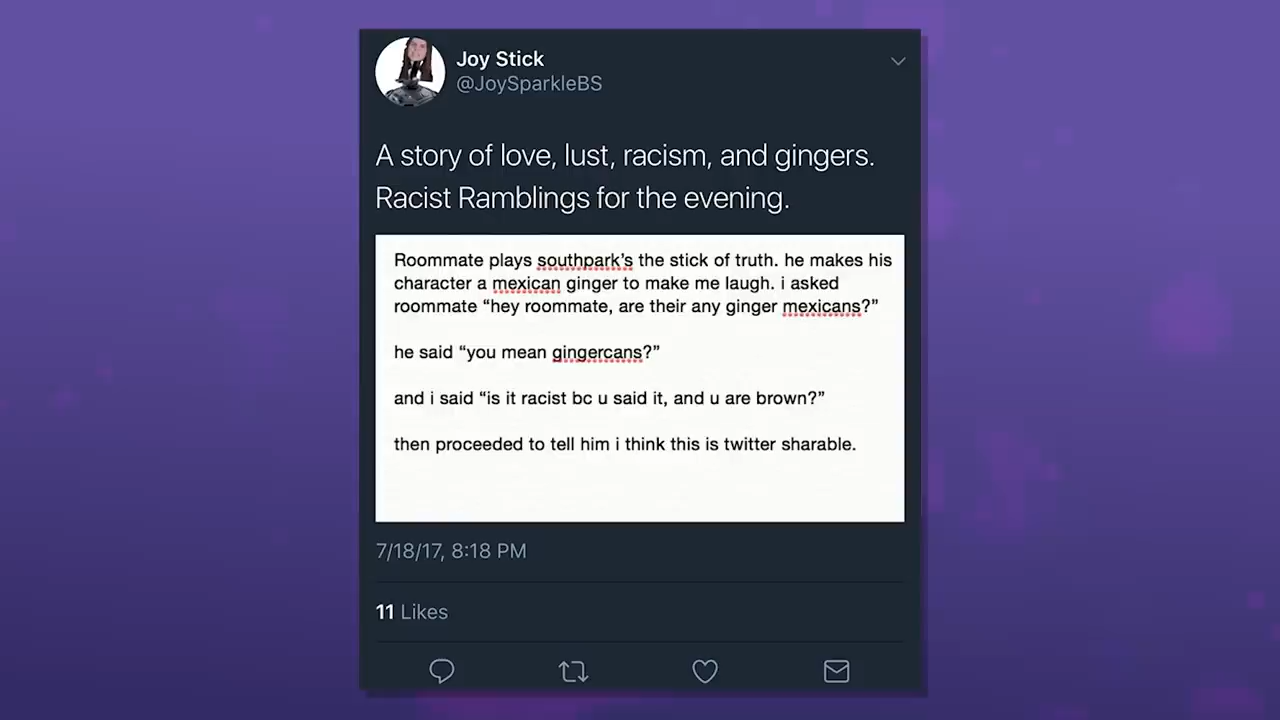 Joy Stick
@JoySparkleBS
A story of love, lust, racism, and gingers.
Racist Ramblings for the evening.
Roommate plays southpark's the stick of truth. he makes his
character a mexican ginger to make me laugh. i asked
roommate “hey roommate, are their any ginger mexicans?”
he said “you mean gingercans?”
and i said “is it racist bc u said it, and u are brown?”
then proceeded to tell him i think this is twitter sharable.
7/18/17, 8:18 PM
11 Likes